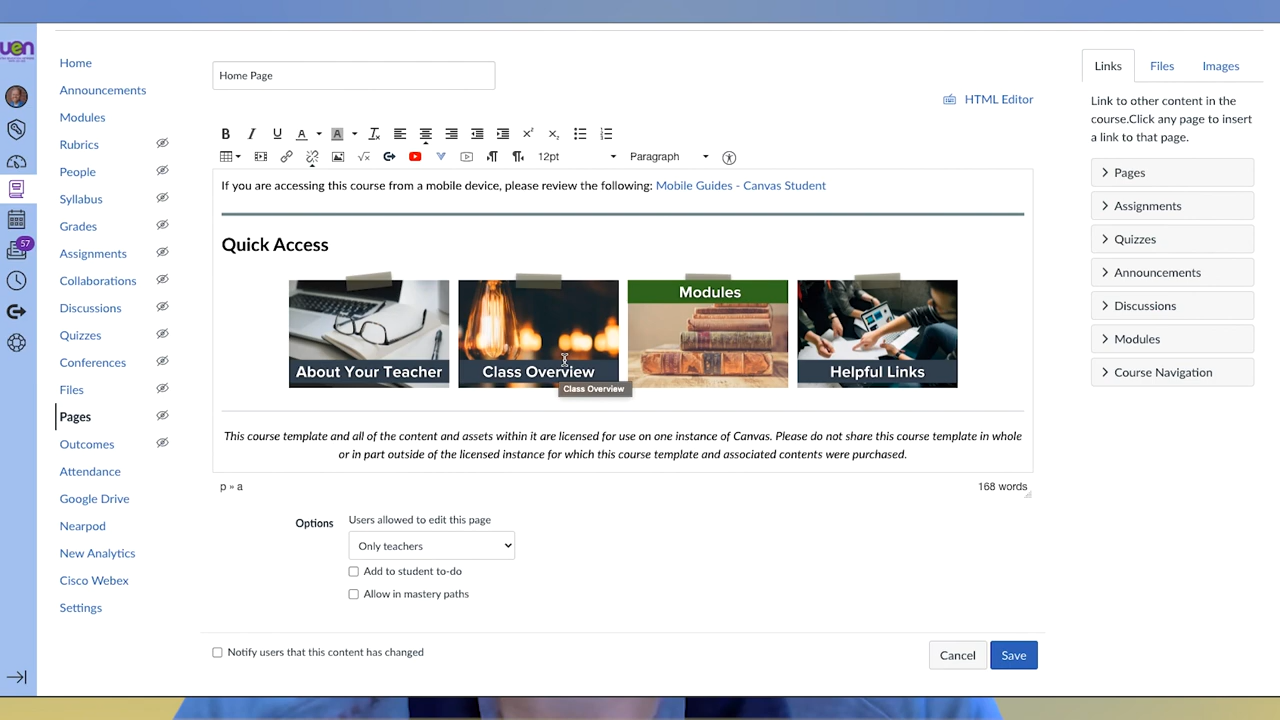 uen
Home
Announcements
Modules
Rubrics
People
Syllabus
Grades
Assignments
Collaborations
Discussions
Quizzes
Conferences
Files
Pages
Outcomes
Attendance
Google Drive
Nearpod
New Analytics
Cisco Webex
Settings
57
Home Page
HTML Editor
B I U A A
12pt Paragraph
If you are accessing this course from a mobile device, please review the following: Mobile Guides - Canvas Student
Quick Access
About Your Teacher
Class Overview
Modules
Helpful Links
Class Overview
This course template and all of the content and assets within it are licensed for use on one instance of Canvas. Please do not share this course template in whole
or in part outside of the licensed instance for which this course template and associated contents were purchased.
p » a
168 words
Options
Users allowed to edit this page
Only teachers
Add to student to-do
Allow in mastery paths
Notify users that this content has changed
Cancel
Save
Links
Files
Images
Link to other content in the
course.Click any page to insert
a link to that page.
Pages
Assignments
Quizzes
Announcements
Discussions
Modules
Course Navigation